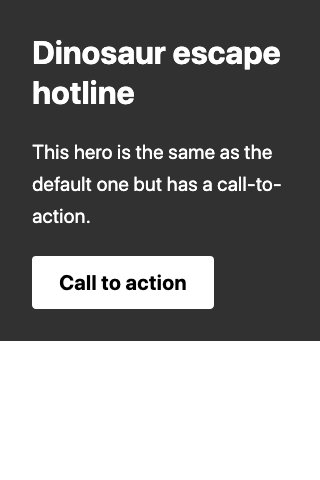 Dinosaur escape
hotline
This hero is the same as the
default one but has a call-to-
action.
Call to action